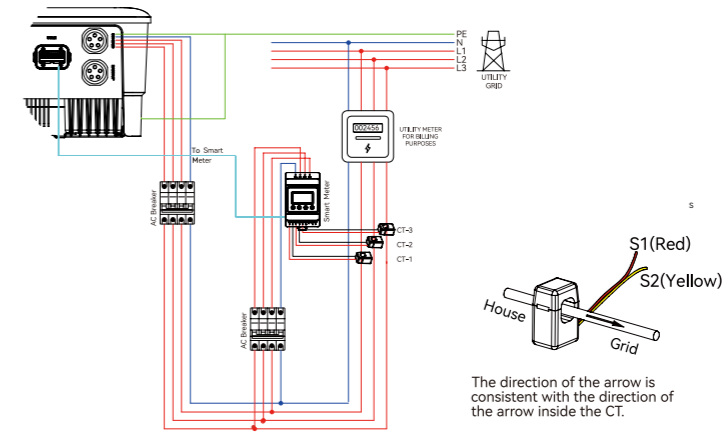 PE
N
L1
L2
L3
UTILITY
GRID
002456
UTILITY METER
FOR BILLING
PURPOSES
To Smart
Meter
AC Breaker
Smart Meter
CT-3
CT-2
CT-1
AC Breaker
s
S1(Red)
S2(Yellow)
House
Grid
The direction of the arrow is
consistent with the direction of
the arrow inside the CT.